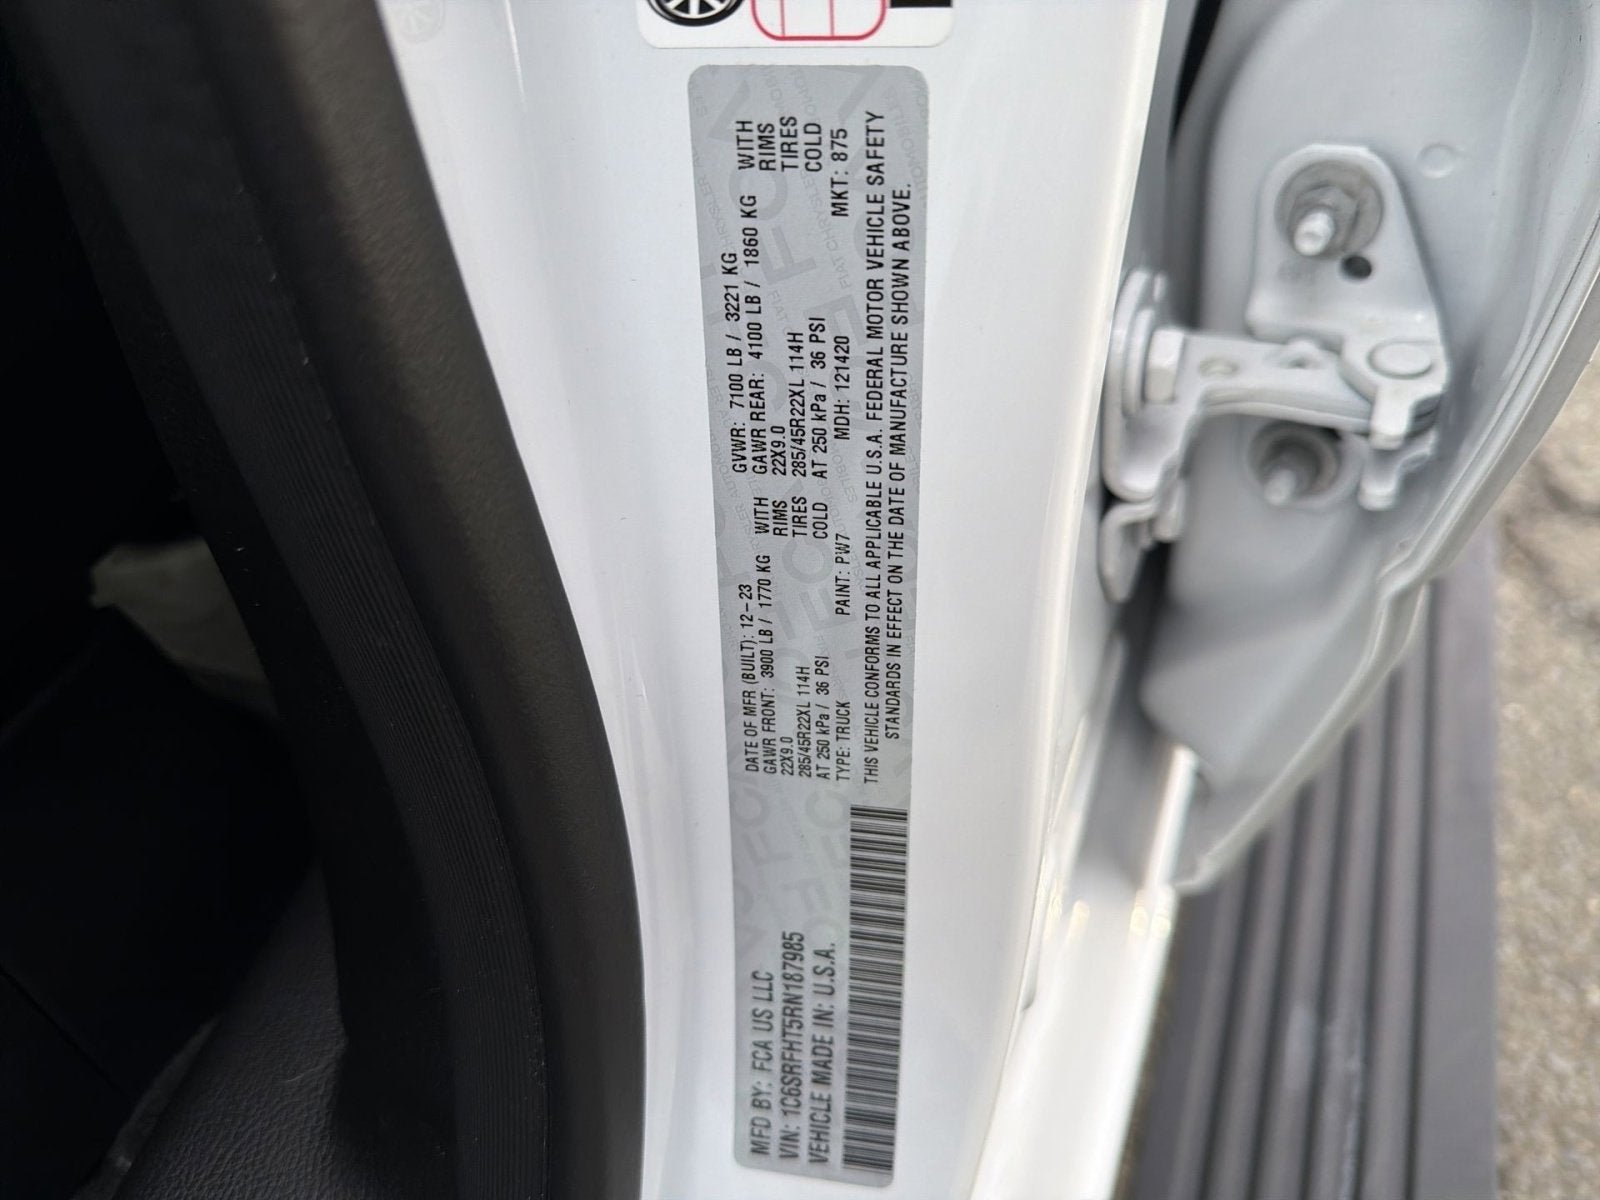 MFD BY: FCA US LLC
DATE OF MFR (BUILT): 12-23
GVWR: 7100 LB / 3221 KG
VIN: 1C6SRFHT5RN187985
GAWR FRONT: 3900 LB / 1770 KG WITH
GAWR REAR: 4100 LB / 1860 KG WITH
VEHICLE MADE IN: U.S.A.
22X9.0 RIMS
22X9.0 RIMS
285/45R22XL 114H TIRES
285/45R22XL 114H TIRES
AT 250 kPa / 36 PSI COLD
AT 250 kPa / 36 PSI COLD
TYPE: TRUCK PAINT: PW7 MDH: 121420 MKT: 875
THIS VEHICLE CONFORMS TO ALL APPLICABLE U.S.A. FEDERAL MOTOR VEHICLE SAFETY
STANDARDS IN EFFECT ON THE DATE OF MANUFACTURE SHOWN ABOVE.